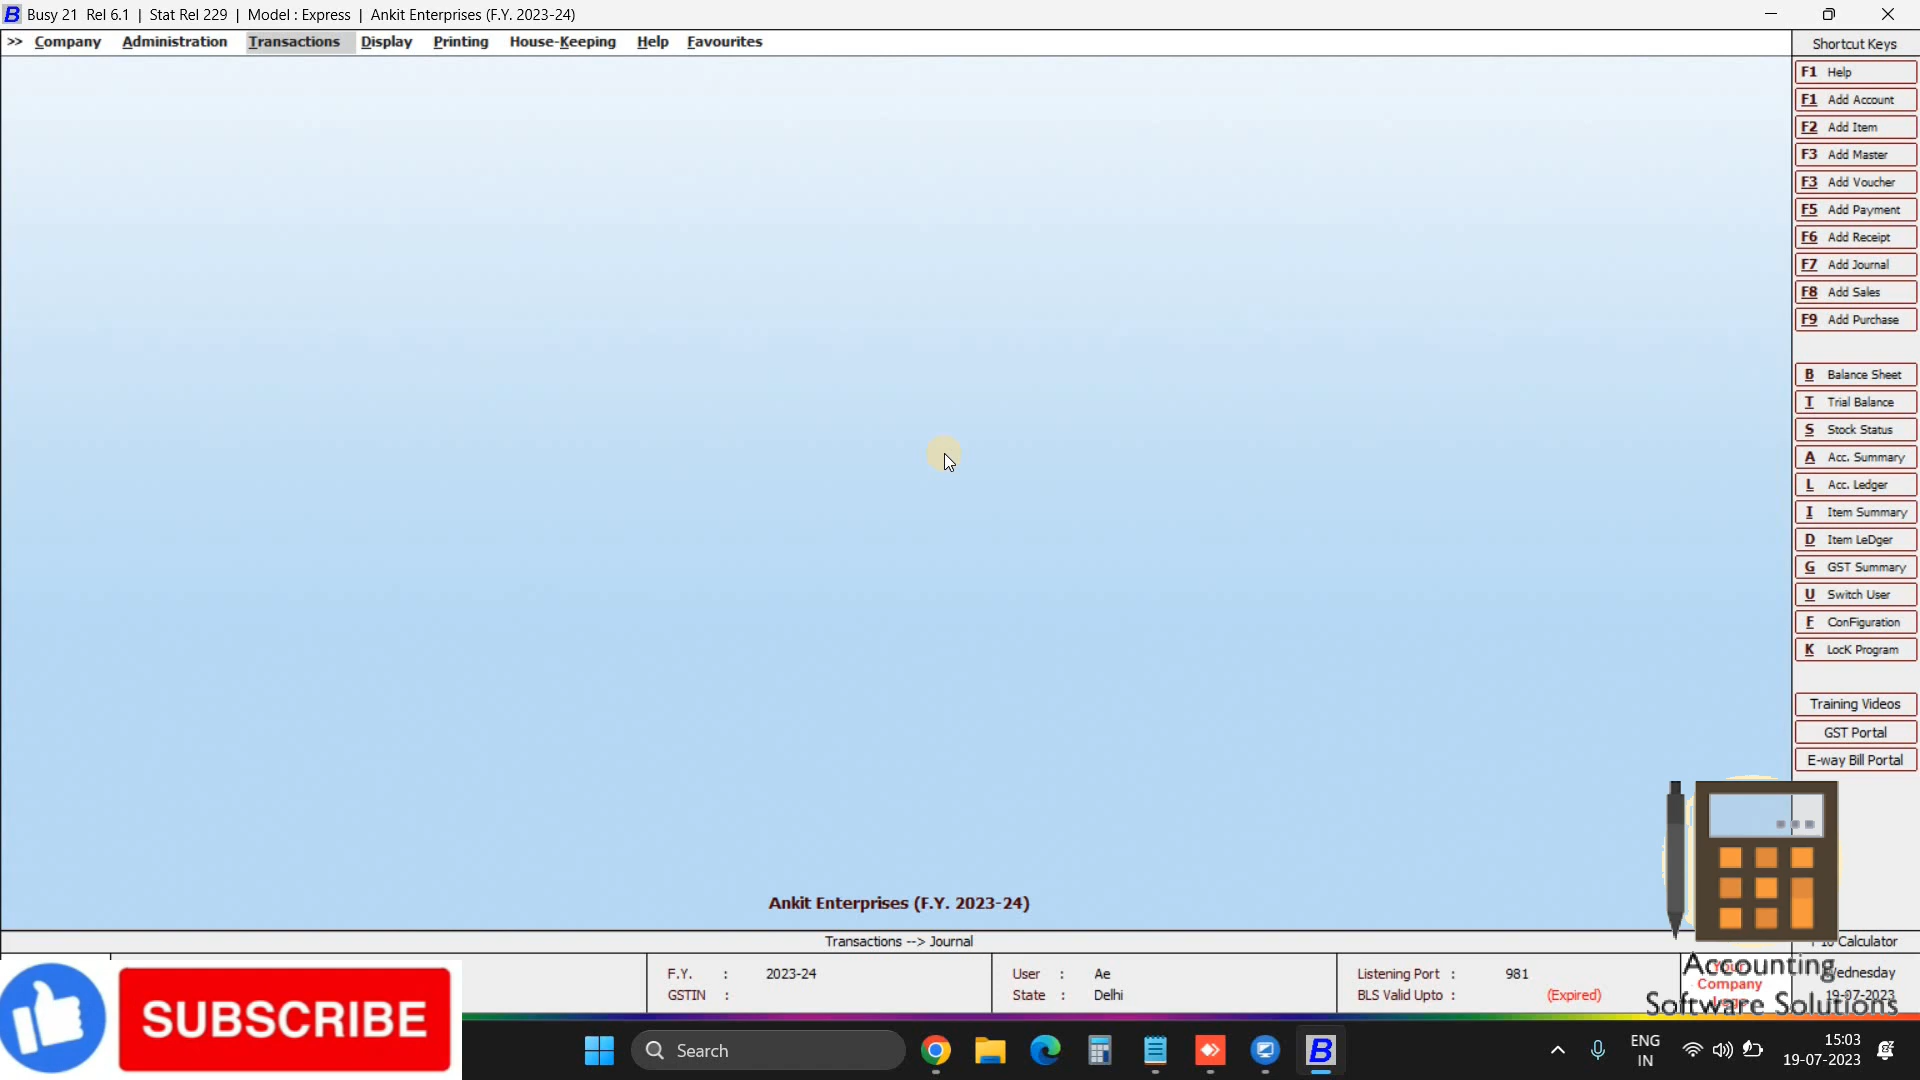 B Busy 21 Rel 6.1 | Stat Rel 229 | Model : Express | Ankit Enterprises (F.Y. 2023-24)
>> Company Administration Transactions Display Printing House-Keeping Help Favourites
Shortcut Keys
F1 Help
F1 Add Account
F2 Add Item
F3 Add Master
F3 Add Voucher
F5 Add Payment
F6 Add Receipt
F7 Add Journal
F8 Add Sales
F9 Add Purchase
B Balance Sheet
T Trial Balance
S Stock Status
A Acc. Summary
L Acc. Ledger
I Item Summary
D Item LeDger
G GST Summary
U Switch User
F ConFiguration
K LocK Program
Training Videos
GST Portal
E-way Bill Portal
Ankit Enterprises (F.Y. 2023-24)
Transactions --> Journal
Calculator
F.Y. : 2023-24
GSTIN :
User : Ae
State : Delhi
Listening Port : 981
BLS Valid Upto : (Expired)
Your
Company
Wednesday
19-07-2023
Accounting
Software Solutions
SUBSCRIBE
Search
B
ENG
IN
15:03
19-07-2023